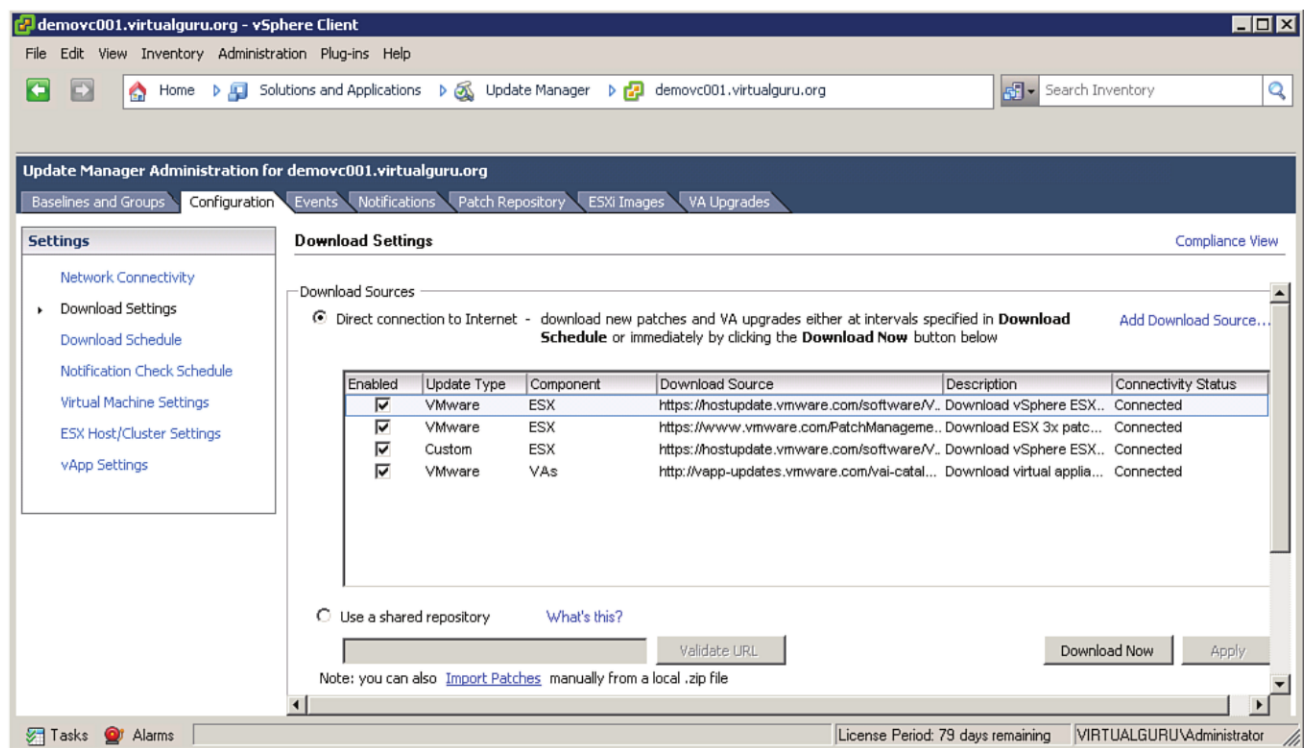 demovc001.virtualguru.org - vSphere Client
File Edit View Inventory Administration Plug-ins Help
Home Solutions and Applications Update Manager demovc001.virtualguru.org Search Inventory
Update Manager Administration for demovc001.virtualguru.org
Baselines and Groups Configuration Events Notifications Patch Repository ESXi Images VA Upgrades
Settings
Network Connectivity
Download Settings
Download Schedule
Notification Check Schedule
Virtual Machine Settings
ESX Host/Cluster Settings
vApp Settings
Download Settings Compliance View
Download Sources
Direct connection to Internet - download new patches and VA upgrades either at intervals specified in Download Add Download Source...
Schedule or immediately by clicking the Download Now button below
Enabled Update Type Component Download Source Description Connectivity Status
VMware ESX https://hostupdate.vmware.com/software/V.. Download vSphere ESX.. Connected
VMware ESX https://www.vmware.com/PatchManageme.. Download ESX 3x patc... Connected
Custom ESX https://hostupdate.vmware.com/software/V.. Download vSphere ESX.. Connected
VMware VAs http://vapp-updates.vmware.com/vai-catal... Download virtual applia... Connected
Use a shared repository What's this?
Validate URL Download Now Apply
Note: you can also Import Patches manually from a local .zip file
Tasks Alarms License Period: 79 days remaining VIRTUALGURU\Administrator